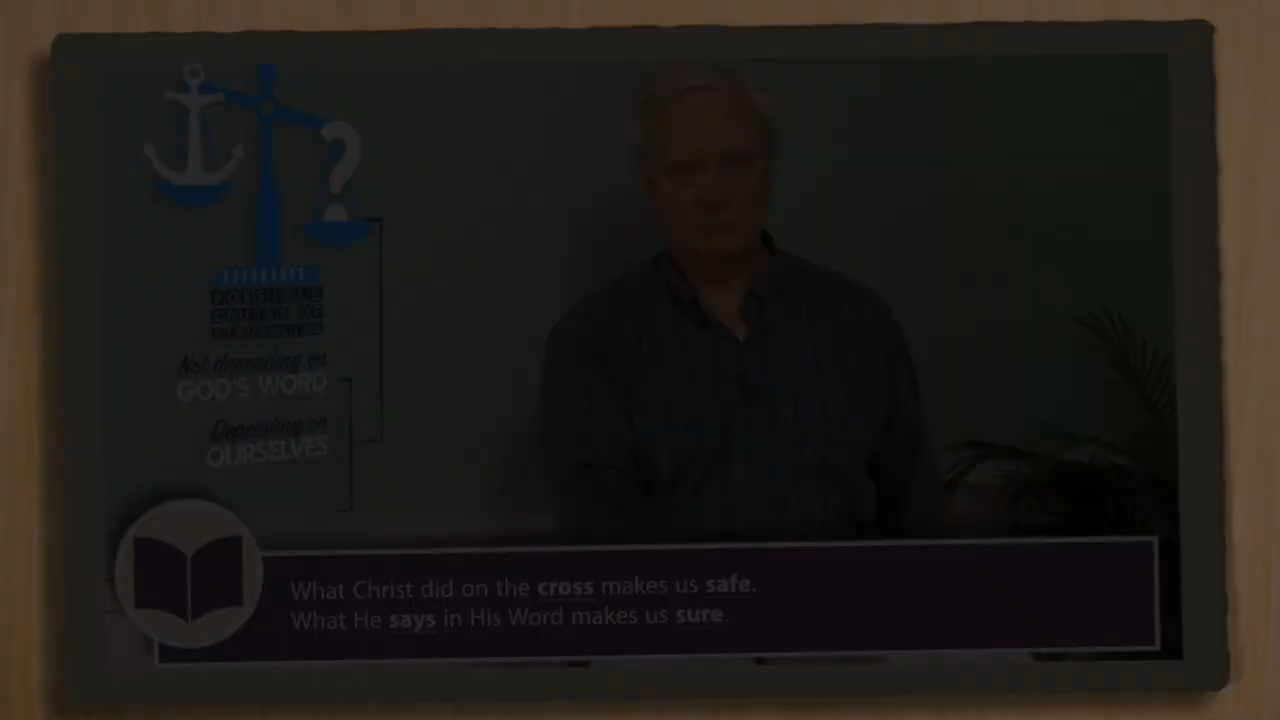 ?
Not depending on
GOD'S WORD
Depending on
OURSELVES
What Christ did on the cross makes us safe.
What He says in His Word makes us sure.